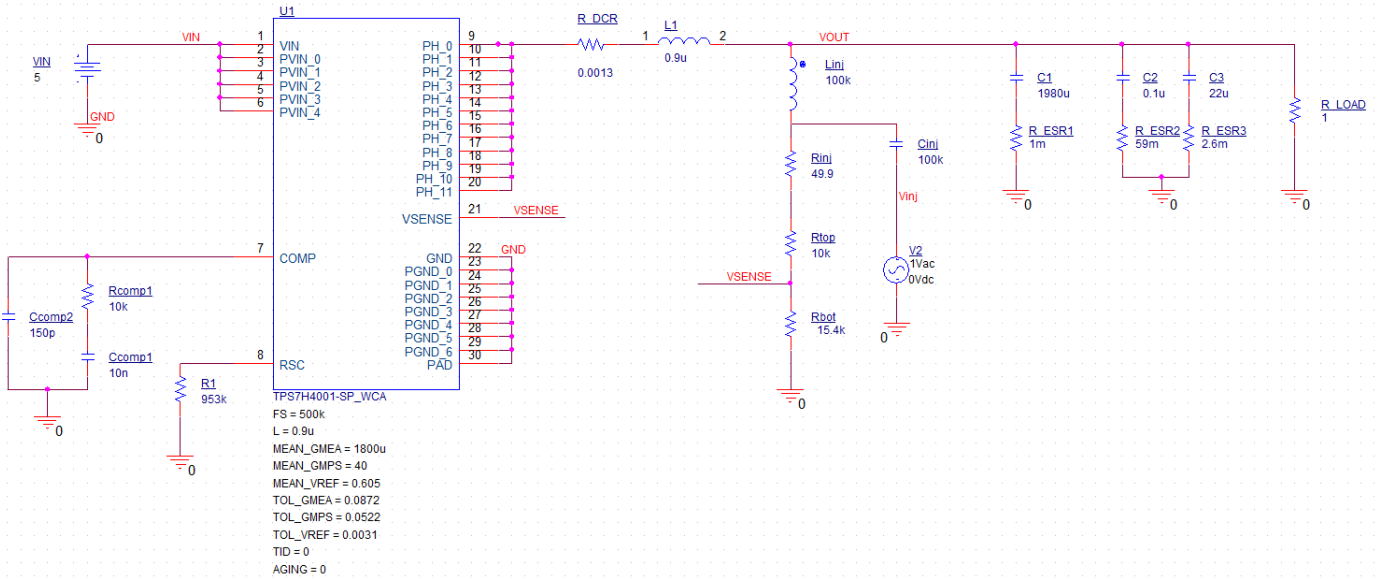 U1
VIN
5
VIN
GND
0
1
2
3
4
5
6
VIN
PVIN_0
PVIN_1
PVIN_2
PVIN_3
PVIN_4
PH_0
PH_1
PH_2
PH_3
PH_4
PH_5
PH_6
PH_7
PH_8
PH_9
PH_10
PH_11
9
10
11
12
13
14
15
16
17
18
19
20
VSENSE
21
VSENSE
7
COMP
8
RSC
GND
PGND_0
PGND_1
PGND_2
PGND_3
PGND_4
PGND_5
PGND_6
PAD
22
23
24
25
26
27
28
29
30
GND
Ccomp2
150p
Rcomp1
10k
Ccomp1
10n
0
R1
953k
0
TPS7H4001-SP_WCA
FS = 500k
L = 0.9u
MEAN_GMEA = 1800u
MEAN_GMPS = 40
MEAN_VREF = 0.605
TOL_GMEA = 0.0872
TOL_GMPS = 0.0522
TOL_VREF = 0.0031
TID = 0
AGING = 0
R_DCR
0.0013
L1
1
2
0.9u
VOUT
Linj
100k
Rinj
49.9
Cinj
100k
Vinj
Rtop
10k
VSENSE
V2
1Vac
0Vdc
0
Rbot
15.4k
0
C1
1980u
R_ESR1
1m
0
C2
0.1u
R_ESR2
59m
C3
22u
R_ESR3
2.6m
0
R_LOAD
1
0